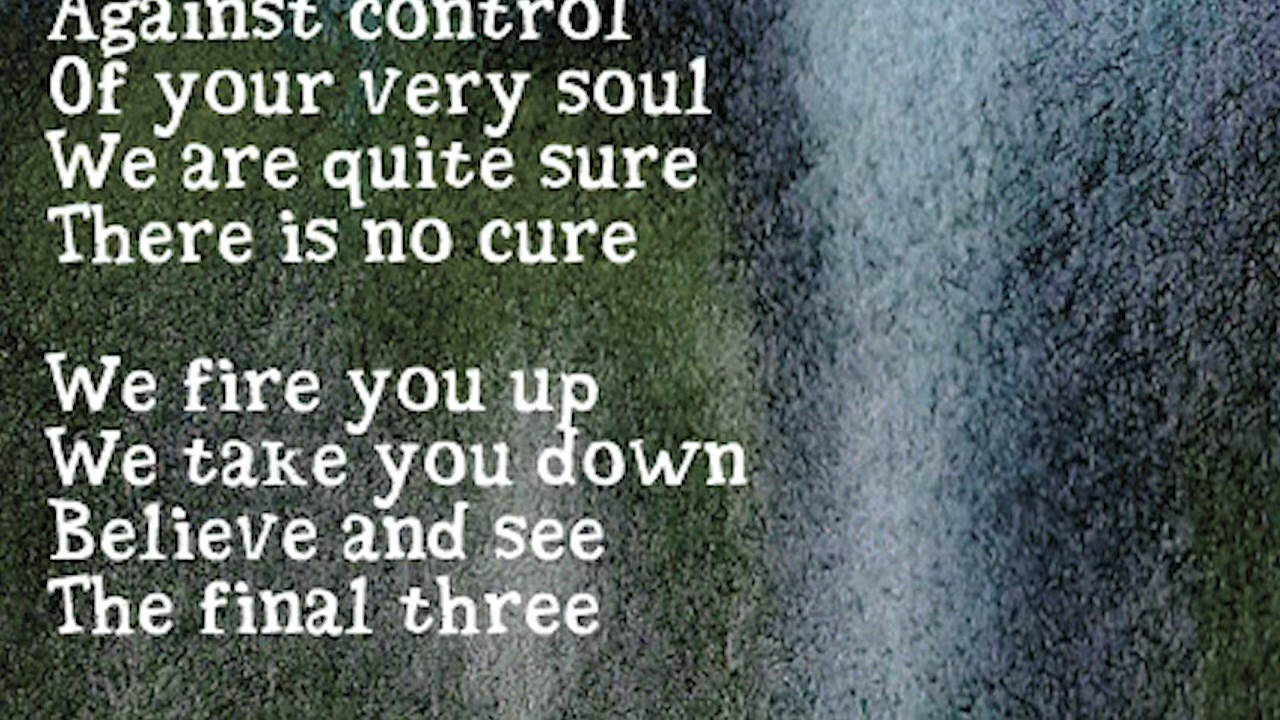 Against control
Of your very soul
We are quite sure
There is no cure
We fire you up
We take you down
Believe and see
The final three